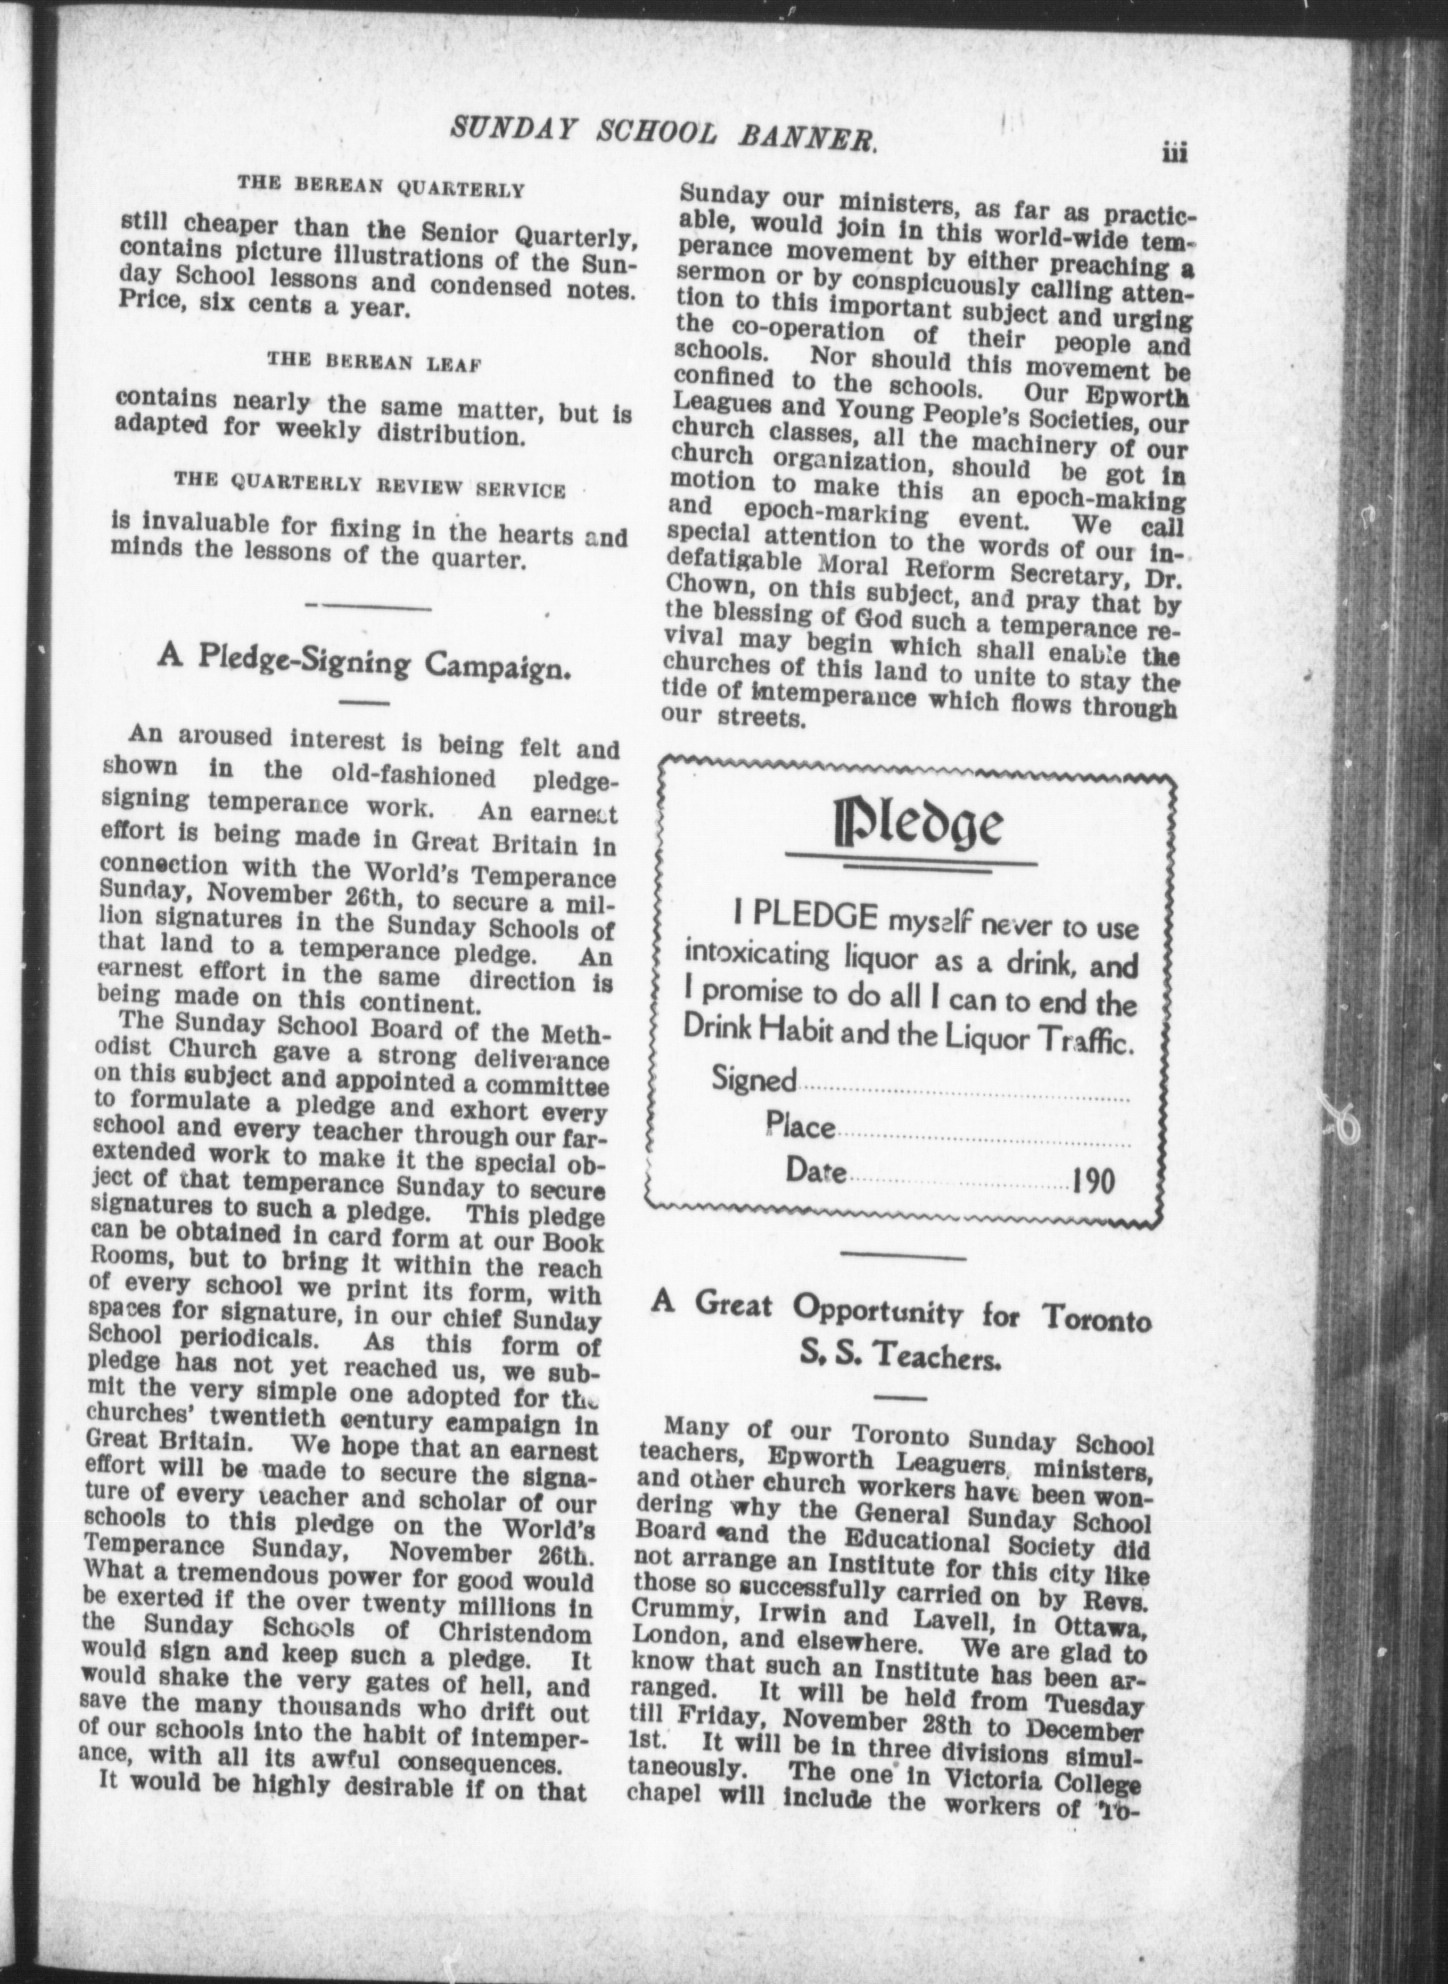 SUNDAY SCHOOL BANNER.
iii
THE BEREAN QUARTERLY
still cheaper than the Senior Quarterly,
contains picture illustrations of the Sun-
day School lessons and condensed notes.
Price, six cents a year.
THE BEREAN LEAF
contains nearly the same matter, but is
adapted for weekly distribution.
THE QUARTERLY REVIEW SERVICE
is invaluable for fixing in the hearts and
minds the lessons of the quarter.
A Pledge-Signing Campaign.
An aroused interest is being felt and
shown in the old-fashioned pledge-
signing temperance work. An earnest
effort is being made in Great Britain in
connection with the World's Temperance
Sunday, November 26th, to secure a mil-
lion signatures in the Sunday Schools of
that land to a temperance pledge. An
earnest effort in the same direction is
being made on this continent.
The Sunday School Board of the Meth-
odist Church gave a strong deliverance
on this subject and appointed a committee
to formulate a pledge and exhort every
school and every teacher through our far-
extended work to make it the special ob-
ject of that temperance Sunday to secure
signatures to such a pledge. This pledge
can be obtained in card form at our Book
Rooms, but to bring it within the reach
of every school we print its form, with
spaces for signature, in our chief Sunday
School periodicals. As this form of
pledge has not yet reached us, we sub-
mit the very simple one adopted for the
churches' twentieth century campaign in
Great Britain. We hope that an earnest
effort will be made to secure the signa-
ture of every teacher and scholar of our
schools to this pledge on the World's
Temperance Sunday, November 26th.
What a tremendous power for good would
be exerted if the over twenty millions in
the Sunday Schools of Christendom
would sign and keep such a pledge. It
would shake the very gates of hell, and
save the many thousands who drift out
of our schools into the habit of intemper-
ance, with all its awful consequences.
It would be highly desirable if on that
Sunday our ministers, as far as practic-
able, would join in this world-wide tem-
perance movement by either preaching a
sermon or by conspicuously calling atten-
tion to this important subject and urging
the co-operation of their people and
schools. Nor should this movement be
confined to the schools. Our Epworth
Leagues and Young People's Societies, our
church classes, all the machinery of our
church organization, should be got in
motion to make this an epoch-making
and epoch-marking event. We call
special attention to the words of our in-
defatigable Moral Reform Secretary, Dr.
Chown, on this subject, and pray that by
the blessing of God such a temperance re-
vival may begin which shall enable the
churches of this land to unite to stay the
tide of intemperance which flows through
our streets.
Pledge
I PLEDGE myself never to use
intoxicating liquor as a drink, and
I promise to do all I can to end the
Drink Habit and the Liquor Traffic.
Signed
Place
Date 190
A Great Opportunity for Toronto
S. S. Teachers.
Many of our Toronto Sunday School
teachers, Epworth Leaguers, ministers,
and other church workers have been won-
dering why the General Sunday School
Board and the Educational Society did
not arrange an Institute for this city like
those so successfully carried on by Revs.
Crummy, Irwin and Lavell, in Ottawa,
London, and elsewhere. We are glad to
know that such an Institute has been ar-
ranged. It will be held from Tuesday
till Friday, November 28th to December
1st. It will be in three divisions simul-
taneously. The one in Victoria College
chapel will include the workers of To-